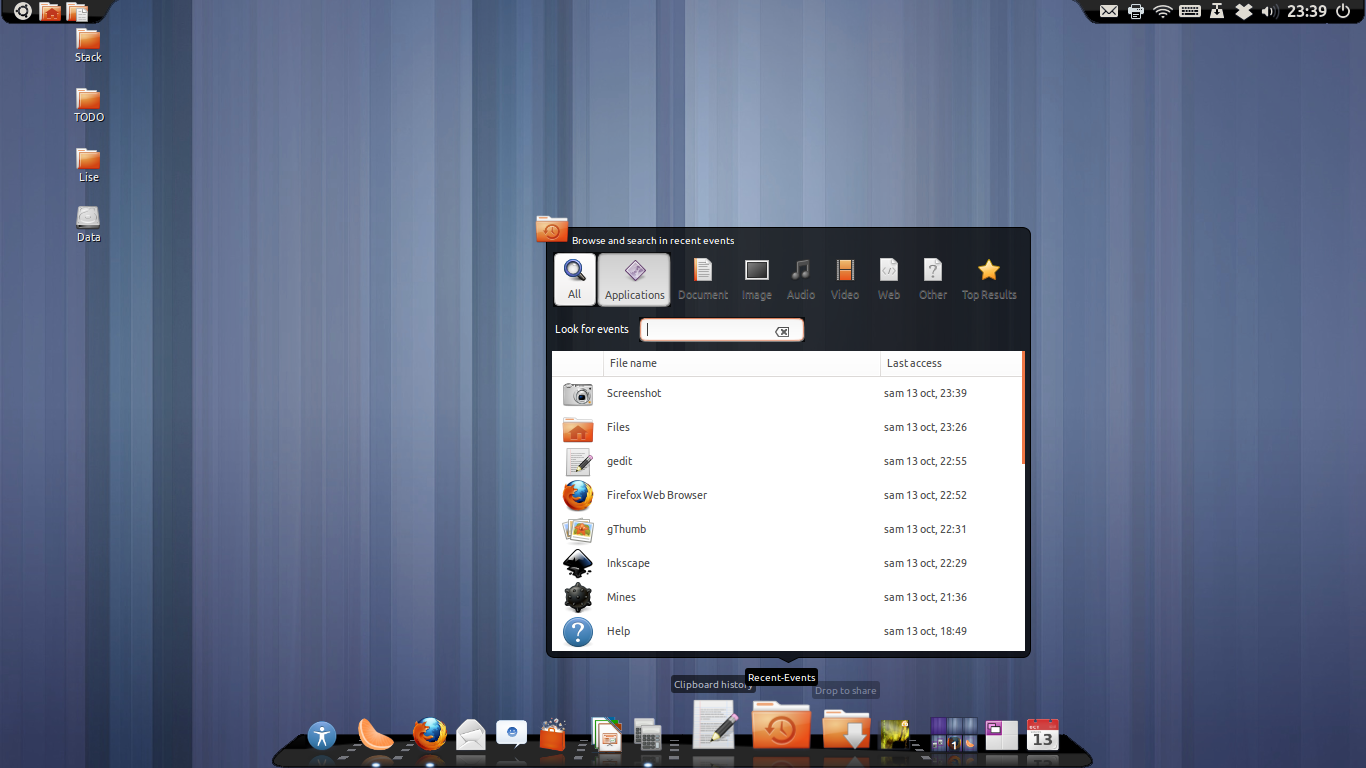 23:39
Stack
TODO
Lise
Data
Browse and search in recent events
All Applications Document Image Audio Video Web Other Top Results
Look for events
File name Last access
Screenshot sam 13 oct, 23:39
Files sam 13 oct, 23:26
gedit sam 13 oct, 22:55
Firefox Web Browser sam 13 oct, 22:52
gThumb sam 13 oct, 22:31
Inkscape sam 13 oct, 22:29
Mines sam 13 oct, 21:36
Help sam 13 oct, 18:49
Clipboard history Recent-Events Drop to share
1
OCT
13